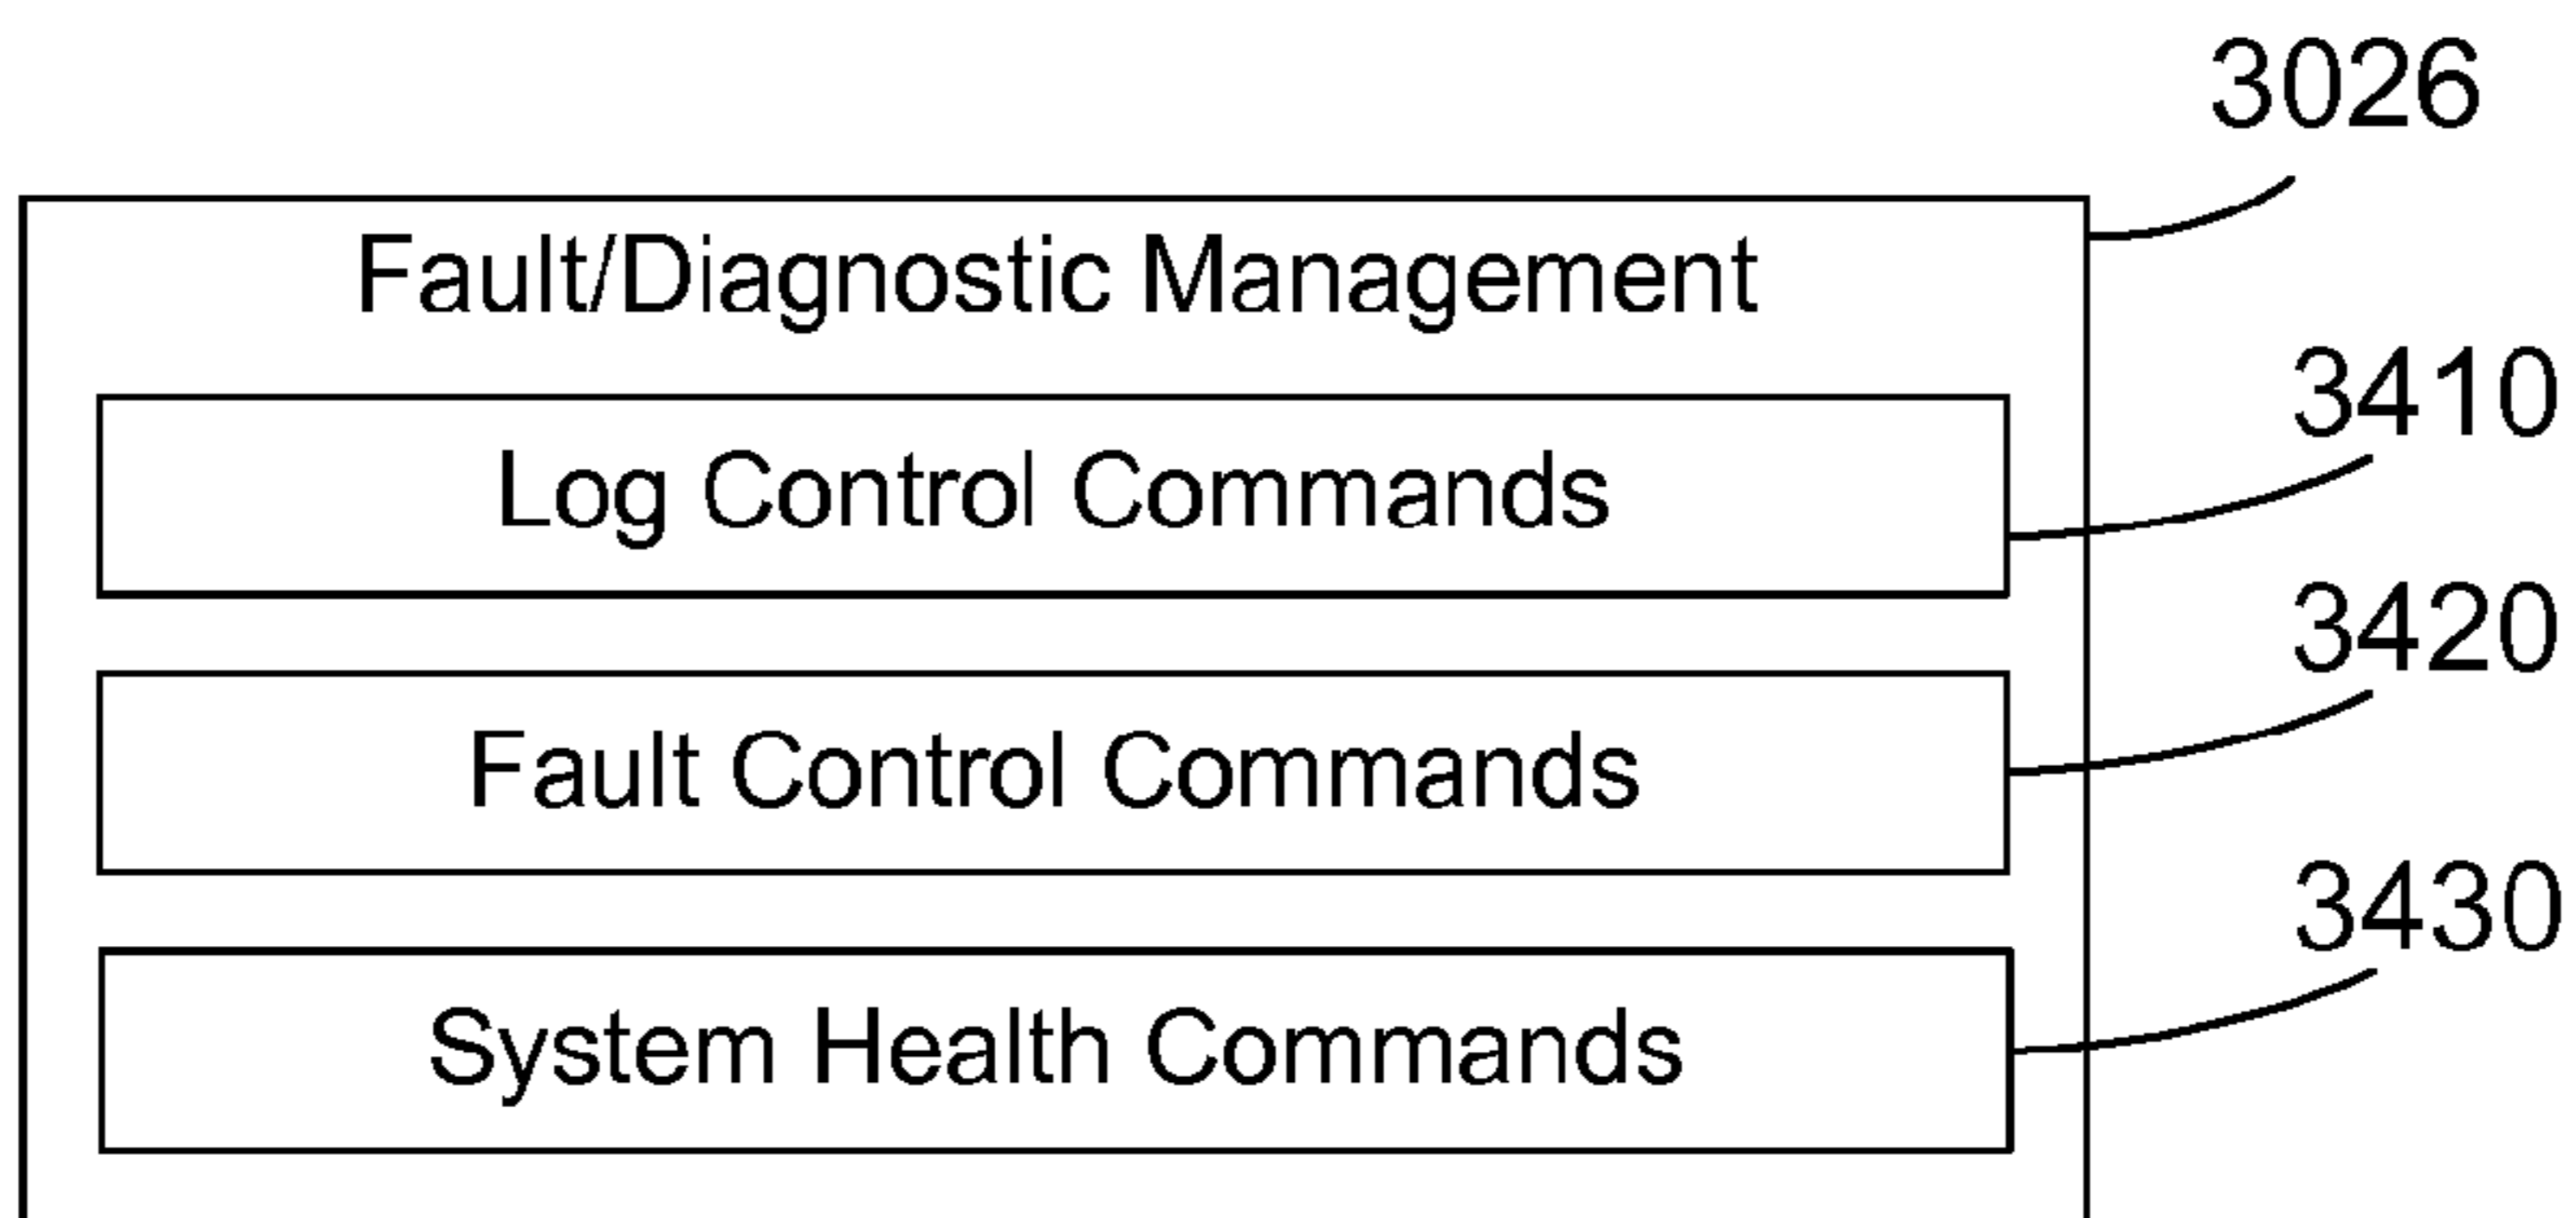 3026
Fault/Diagnostic Management
3410
Log Control Commands
3420
Fault Control Commands
3430
System Health Commands